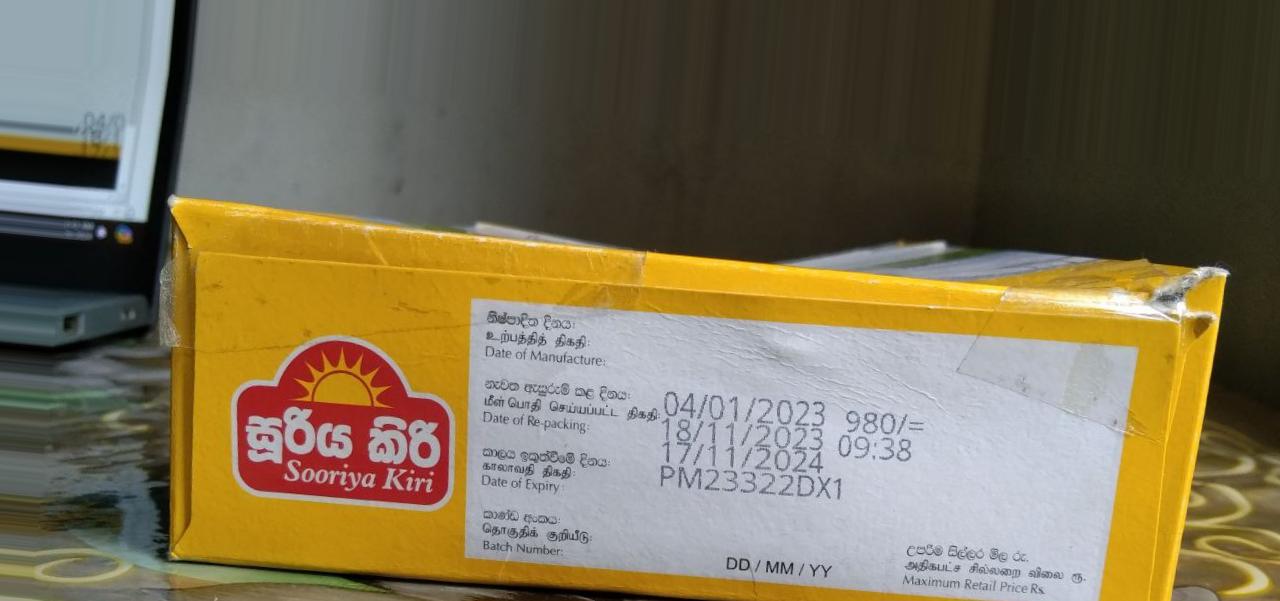 සූරිය කිරි
Sooriya Kiri
නිෂ්පාදිත දිනය:
உற்பத்தித் திகதி:
Date of Manufacture:
නැවත ඇසුරුම් කළ දිනය:
மீள் பொதி செய்யப்பட்ட திகதி:
Date of Re-packing:
කාලය ඉකුත්වීමේ දිනය:
காலாவதி திகதி:
Date of Expiry:
කාණ්ඩ අංකය:
தொகுதிக் குறியீடு:
Batch Number:
04/01/2023 980/=
18/11/2023 09:38
17/11/2024
PM23322DX1
DD / MM / YY
උපරිම සිල්ලර මිල රු.
அதிகபட்ச சில்லறை விலை ரூ.
Maximum Retail Price Rs.